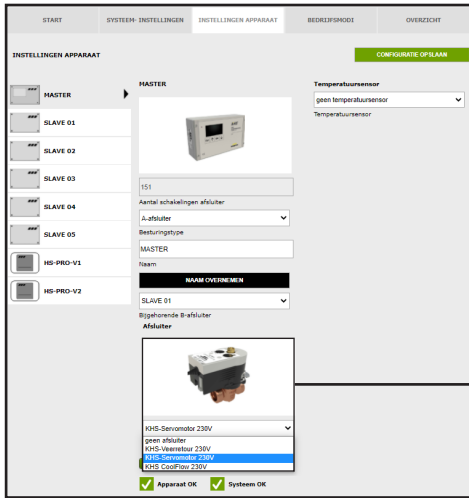 START
SYSTEEM- INSTELLINGEN
INSTELLINGEN APPARAAT
BEDRIJFSMODI
OVERZICHT
INSTELLINGEN APPARAAT
CONFIGURATIE OPSLAAN
MASTER
SLAVE 01
SLAVE 02
SLAVE 03
SLAVE 04
SLAVE 05
HS-PRO-V1
HS-PRO-V2
MASTER
151
Aantal schakelingen afsluiter
A-afsluiter
Besturingstype
MASTER
Naam
NAAM OVERNEMEN
SLAVE 01
Bijgehorende B-afsluiter
Afsluiter
KHS-Servomotor 230V
geen afsluiter
KHS-Veerretour 230V
KHS-Servomotor 230V
KHS CoolFlow 230V
Apparaat OK
Systeem OK
Temperatuursensor
geen temperatuursensor
Temperatuursensor